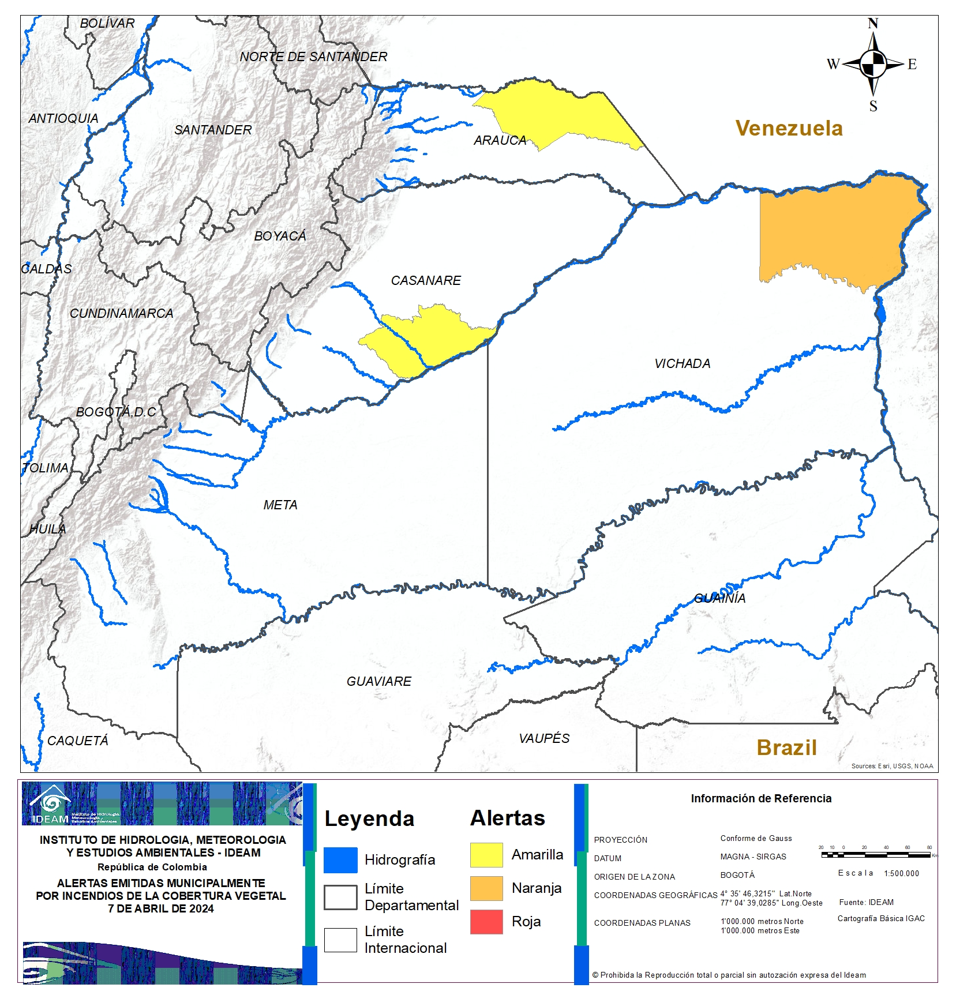 BOLÍVAR
NORTE DE SANTANDER
N
W
E
S
ANTIOQUIA
SANTANDER
ARAUCA
Venezuela
BOYACÁ
CALDAS
CASANARE
CUNDINAMARCA
VICHADA
BOGOTÁ,D.C
TOLIMA
META
HUILA
GUAINÍA
GUAVIARE
CAQUETÁ
VAUPÉS
Brazil
Sources: Esri, USGS, NOAA
IDEAM
Instituto de Hidrología,
Meteorología y
Estudios Ambientales
INSTITUTO DE HIDROLOGIA, METEOROLOGIA
Y ESTUDIOS AMBIENTALES - IDEAM
República de Colombia
ALERTAS EMITIDAS MUNICIPALMENTE
POR INCENDIOS DE LA COBERTURA VEGETAL
7 DE ABRIL DE 2024
Leyenda
Hidrografía
Límite
Departamental
Límite
Internacional
Alertas
Amarilla
Naranja
Roja
Información de Referencia
PROYECCIÓN Conforme de Gauss
DATUM MAGNA - SIRGAS
ORIGEN DE LA ZONA BOGOTÁ
COORDENADAS GEOGRÁFICAS 4° 35' 46,3215'' Lat.Norte
77° 04' 39,0285" Long.Oeste
COORDENADAS PLANAS 1'000.000 metros Norte
1'000.000 metros Este
20 10 0 20 40 60 80
Km
Escala 1:500.000
Fuente: IDEAM
Cartografía Básica IGAC
© Prohibida la Reproducción total o parcial sin autozación expresa del Ideam